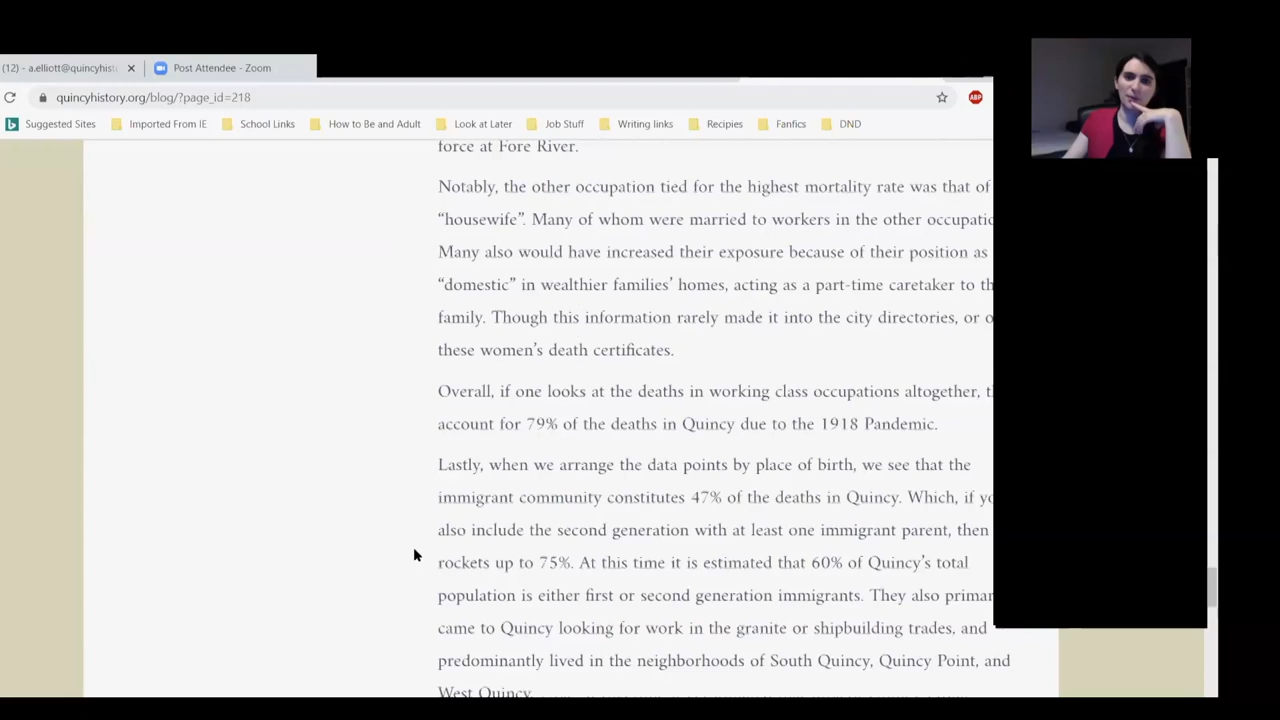 (12) - a.elliott@quincyhist
Post Attendee - Zoom
quincyhistory.org/blog/?page_id=218
ABP
Suggested Sites Imported From IE School Links How to Be and Adult Look at Later Job Stuff Writing links Recipies Fanfics DND
force at Fore River.
Notably, the other occupation tied for the highest mortality rate was that of
“housewife”. Many of whom were married to workers in the other occupatio
Many also would have increased their exposure because of their position as
“domestic” in wealthier families’ homes, acting as a part-time caretaker to th
family. Though this information rarely made it into the city directories, or o
these women’s death certificates.
Overall, if one looks at the deaths in working class occupations altogether, t
account for 79% of the deaths in Quincy due to the 1918 Pandemic.
Lastly, when we arrange the data points by place of birth, we see that the
immigrant community constitutes 47% of the deaths in Quincy. Which, if yo
also include the second generation with at least one immigrant parent, then
rockets up to 75%. At this time it is estimated that 60% of Quincy’s total
population is either first or second generation immigrants. They also primar
came to Quincy looking for work in the granite or shipbuilding trades, and
predominantly lived in the neighborhoods of South Quincy, Quincy Point, and
West Quincy.